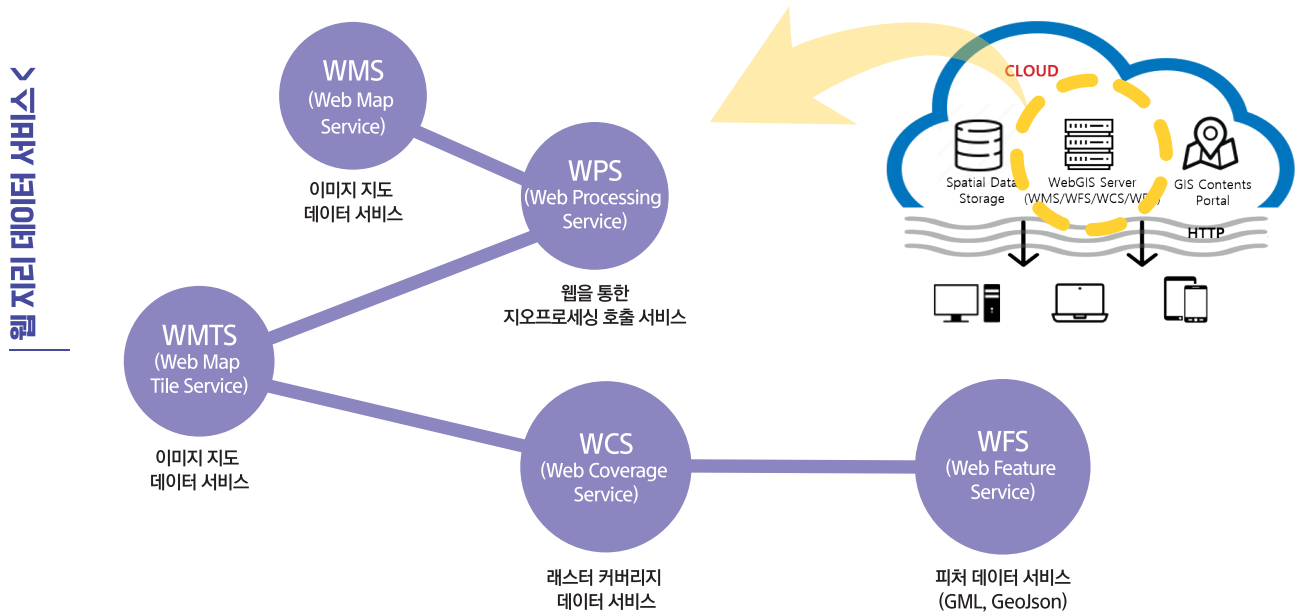 웹 지리 데이터 서비스 >
WMS
(Web Map
Service)
이미지 지도
데이터 서비스
WPS
(Web Processing
Service)
웹을 통한
지오프로세싱 호출 서비스
WMTS
(Web Map
Tile Service)
이미지 지도
데이터 서비스
WCS
(Web Coverage
Service)
래스터 커버리지
데이터 서비스
WFS
(Web Feature
Service)
피처 데이터 서비스
(GML, GeoJson)
CLOUD
Spatial Data
Storage
WebGIS Server
(WMS/WFS/WCS/
GIS Contents
Portal
HTTP